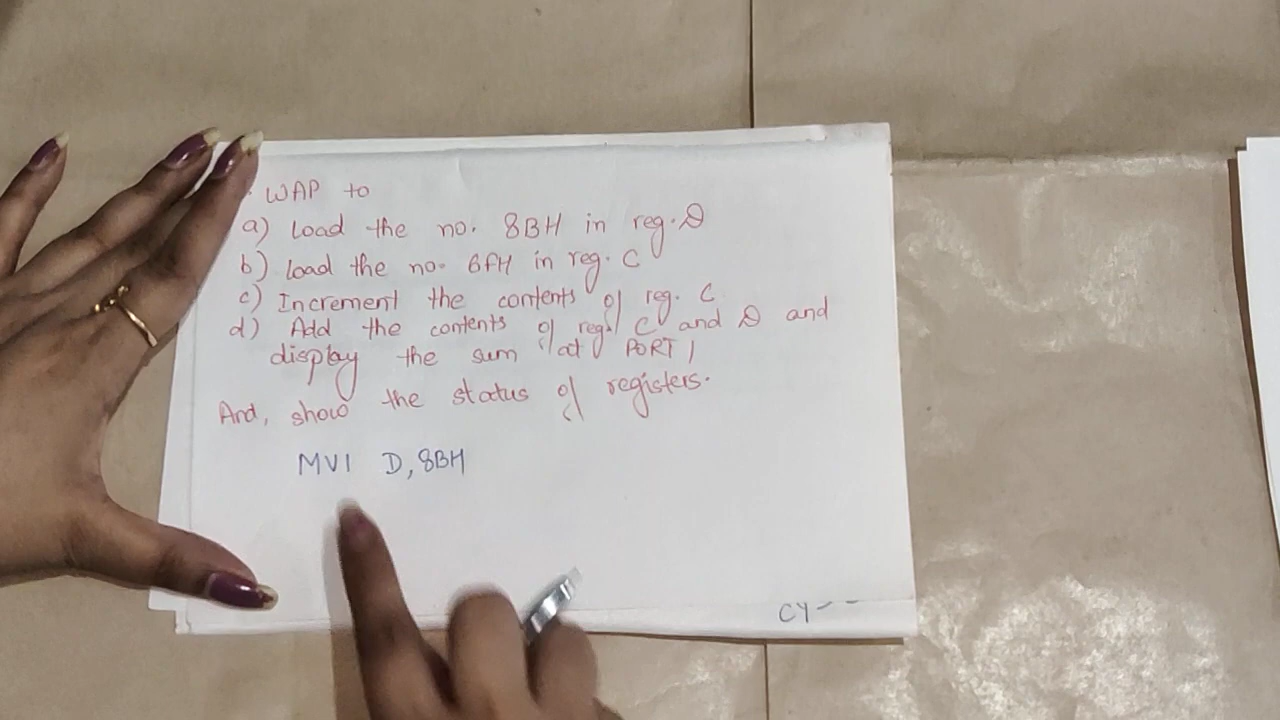 . WAP to
a) Load the no. 8BH in reg. D
b) Load the no. 6FH in reg. C
c) Increment the contents of reg. C
d) Add the contents of reg. C and D and
display the sum at PORT 1
And, show the status of registers.
MVI D, 8BH
CY